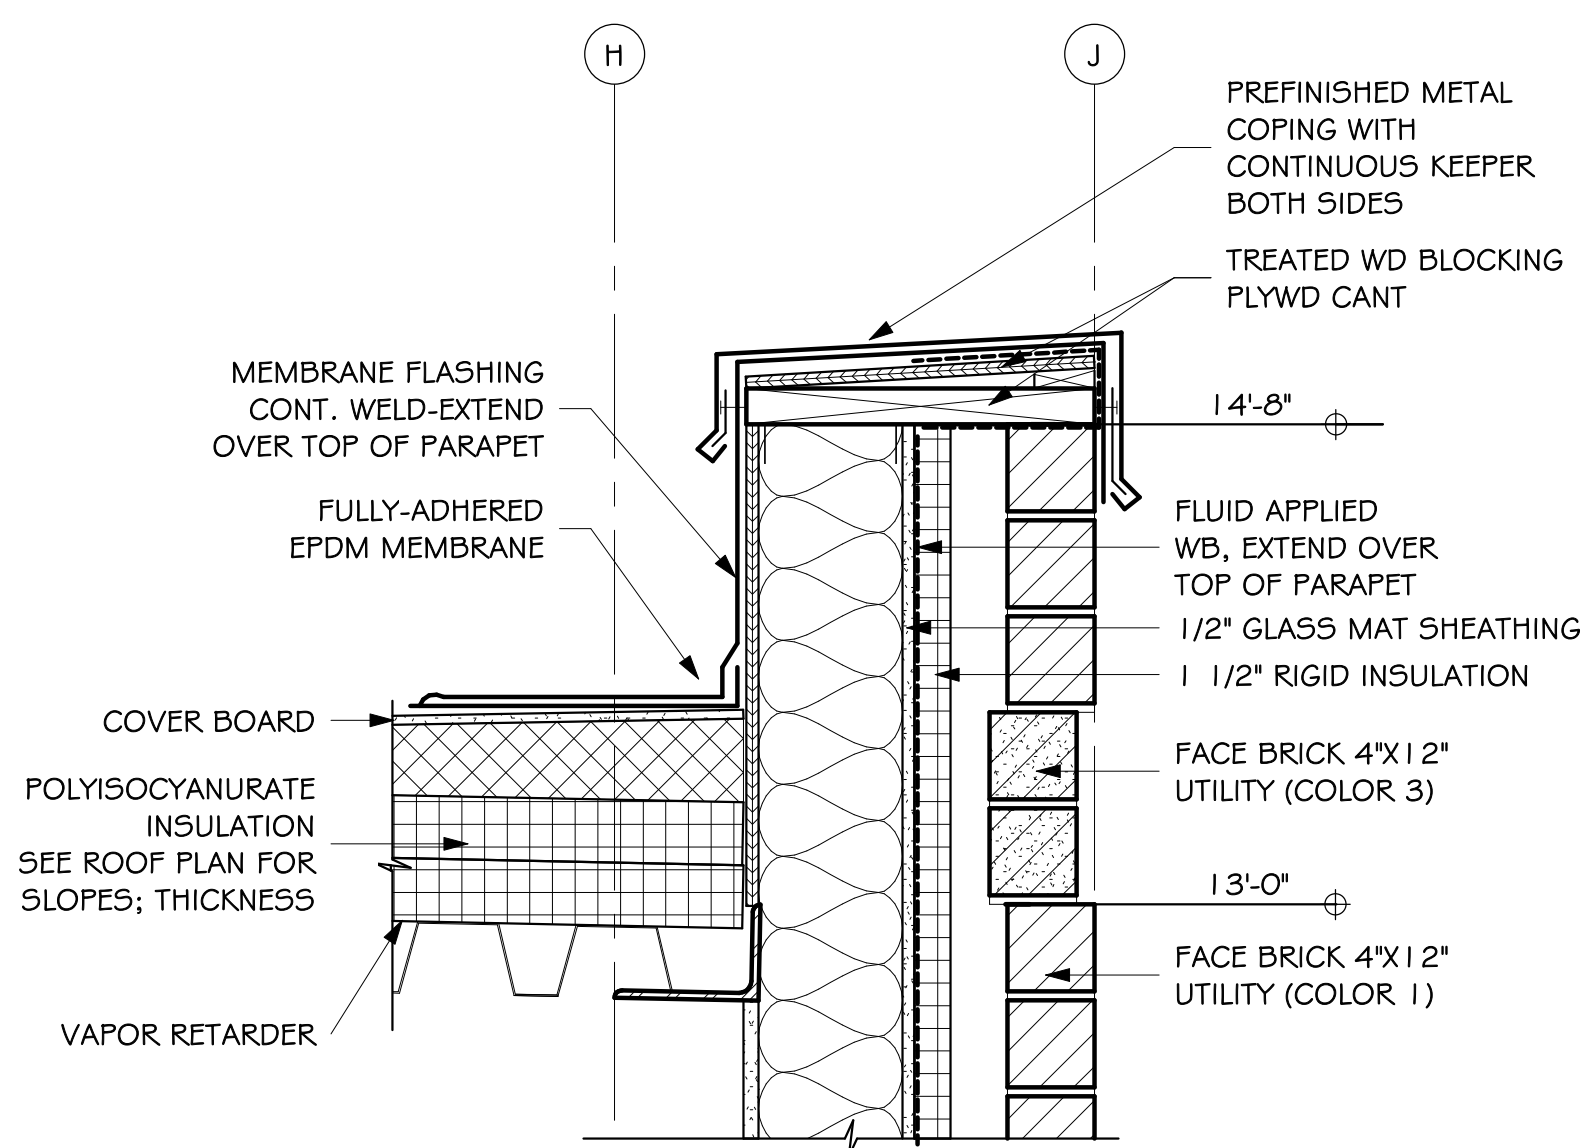 H
J
PREFINISHED METAL
COPING WITH
CONTINUOUS KEEPER
BOTH SIDES
TREATED WD BLOCKING
PLYWD CANT
MEMBRANE FLASHING
CONT. WELD-EXTEND
OVER TOP OF PARAPET
14'-8"
FULLY-ADHERED
EPDM MEMBRANE
FLUID APPLIED
WB, EXTEND OVER
TOP OF PARAPET
1/2" GLASS MAT SHEATHING
1 1/2" RIGID INSULATION
COVER BOARD
FACE BRICK 4"X12"
UTILITY (COLOR 3)
POLYISOCYANURATE
INSULATION
SEE ROOF PLAN FOR
SLOPES; THICKNESS
13'-0"
FACE BRICK 4"X12"
UTILITY (COLOR 1)
VAPOR RETARDER